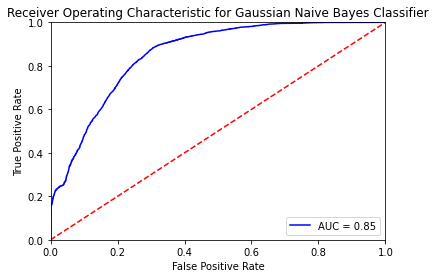 Receiver Operating Characteristic for Gaussian Naive Bayes Classifier
1.0
0.8
0.6
0.4
0.2
0.0
True Positive Rate
AUC = 0.85
0.0 0.2 0.4 0.6 0.8 1.0
False Positive Rate